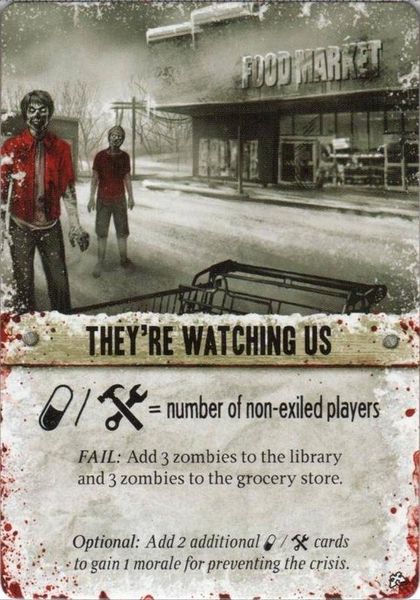 FOOD MARKET
THEY'RE WATCHING US
/ = number of non-exiled players
FAIL: Add 3 zombies to the library
and 3 zombies to the grocery store.
Optional: Add 2 additional / cards
to gain 1 morale for preventing the crisis.